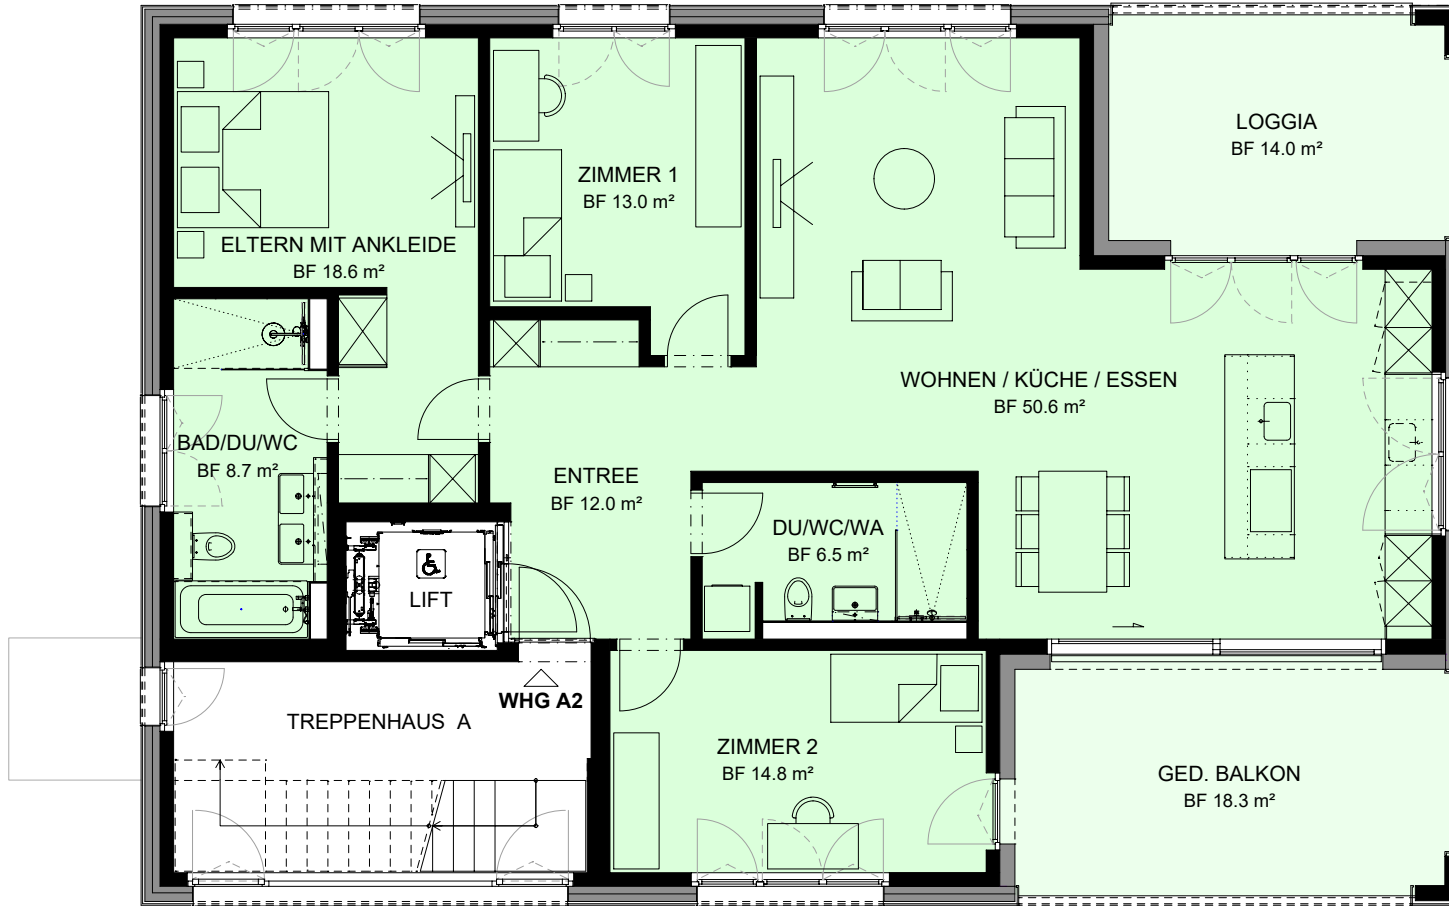 LOGGIA
BF 14.0 m²
ZIMMER 1
BF 13.0 m²
ELTERN MIT ANKLEIDE
BF 18.6 m²
WOHNEN / KÜCHE / ESSEN
BF 50.6 m²
BAD/DU/WC
BF 8.7 m²
ENTREE
BF 12.0 m²
DU/WC/WA
BF 6.5 m²
LIFT
WHG A2
TREPPENHAUS A
ZIMMER 2
BF 14.8 m²
GED. BALKON
BF 18.3 m²